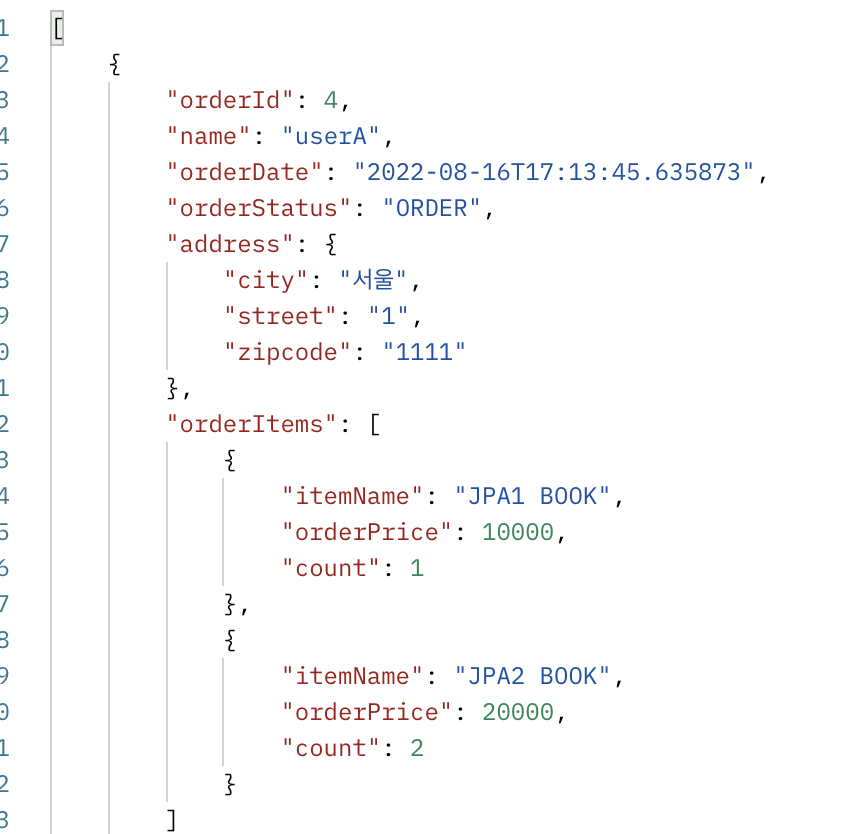 1 [
2 {
3 "orderId": 4,
4 "name": "userA",
5 "orderDate": "2022-08-16T17:13:45.635873",
6 "orderStatus": "ORDER",
7 "address": {
8 "city": "서울",
9 "street": "1",
0 "zipcode": "1111"
1 },
2 "orderItems": [
3 {
4 "itemName": "JPA1 BOOK",
5 "orderPrice": 10000,
6 "count": 1
7 },
8 {
9 "itemName": "JPA2 BOOK",
0 "orderPrice": 20000,
1 "count": 2
2 }
3 ]